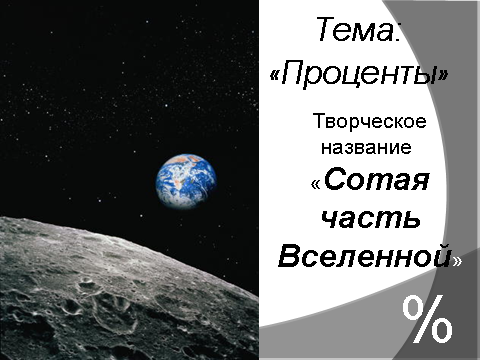 Тема:
«Проценты»
Творческое
название
«Сотая
часть
Вселенной»
%